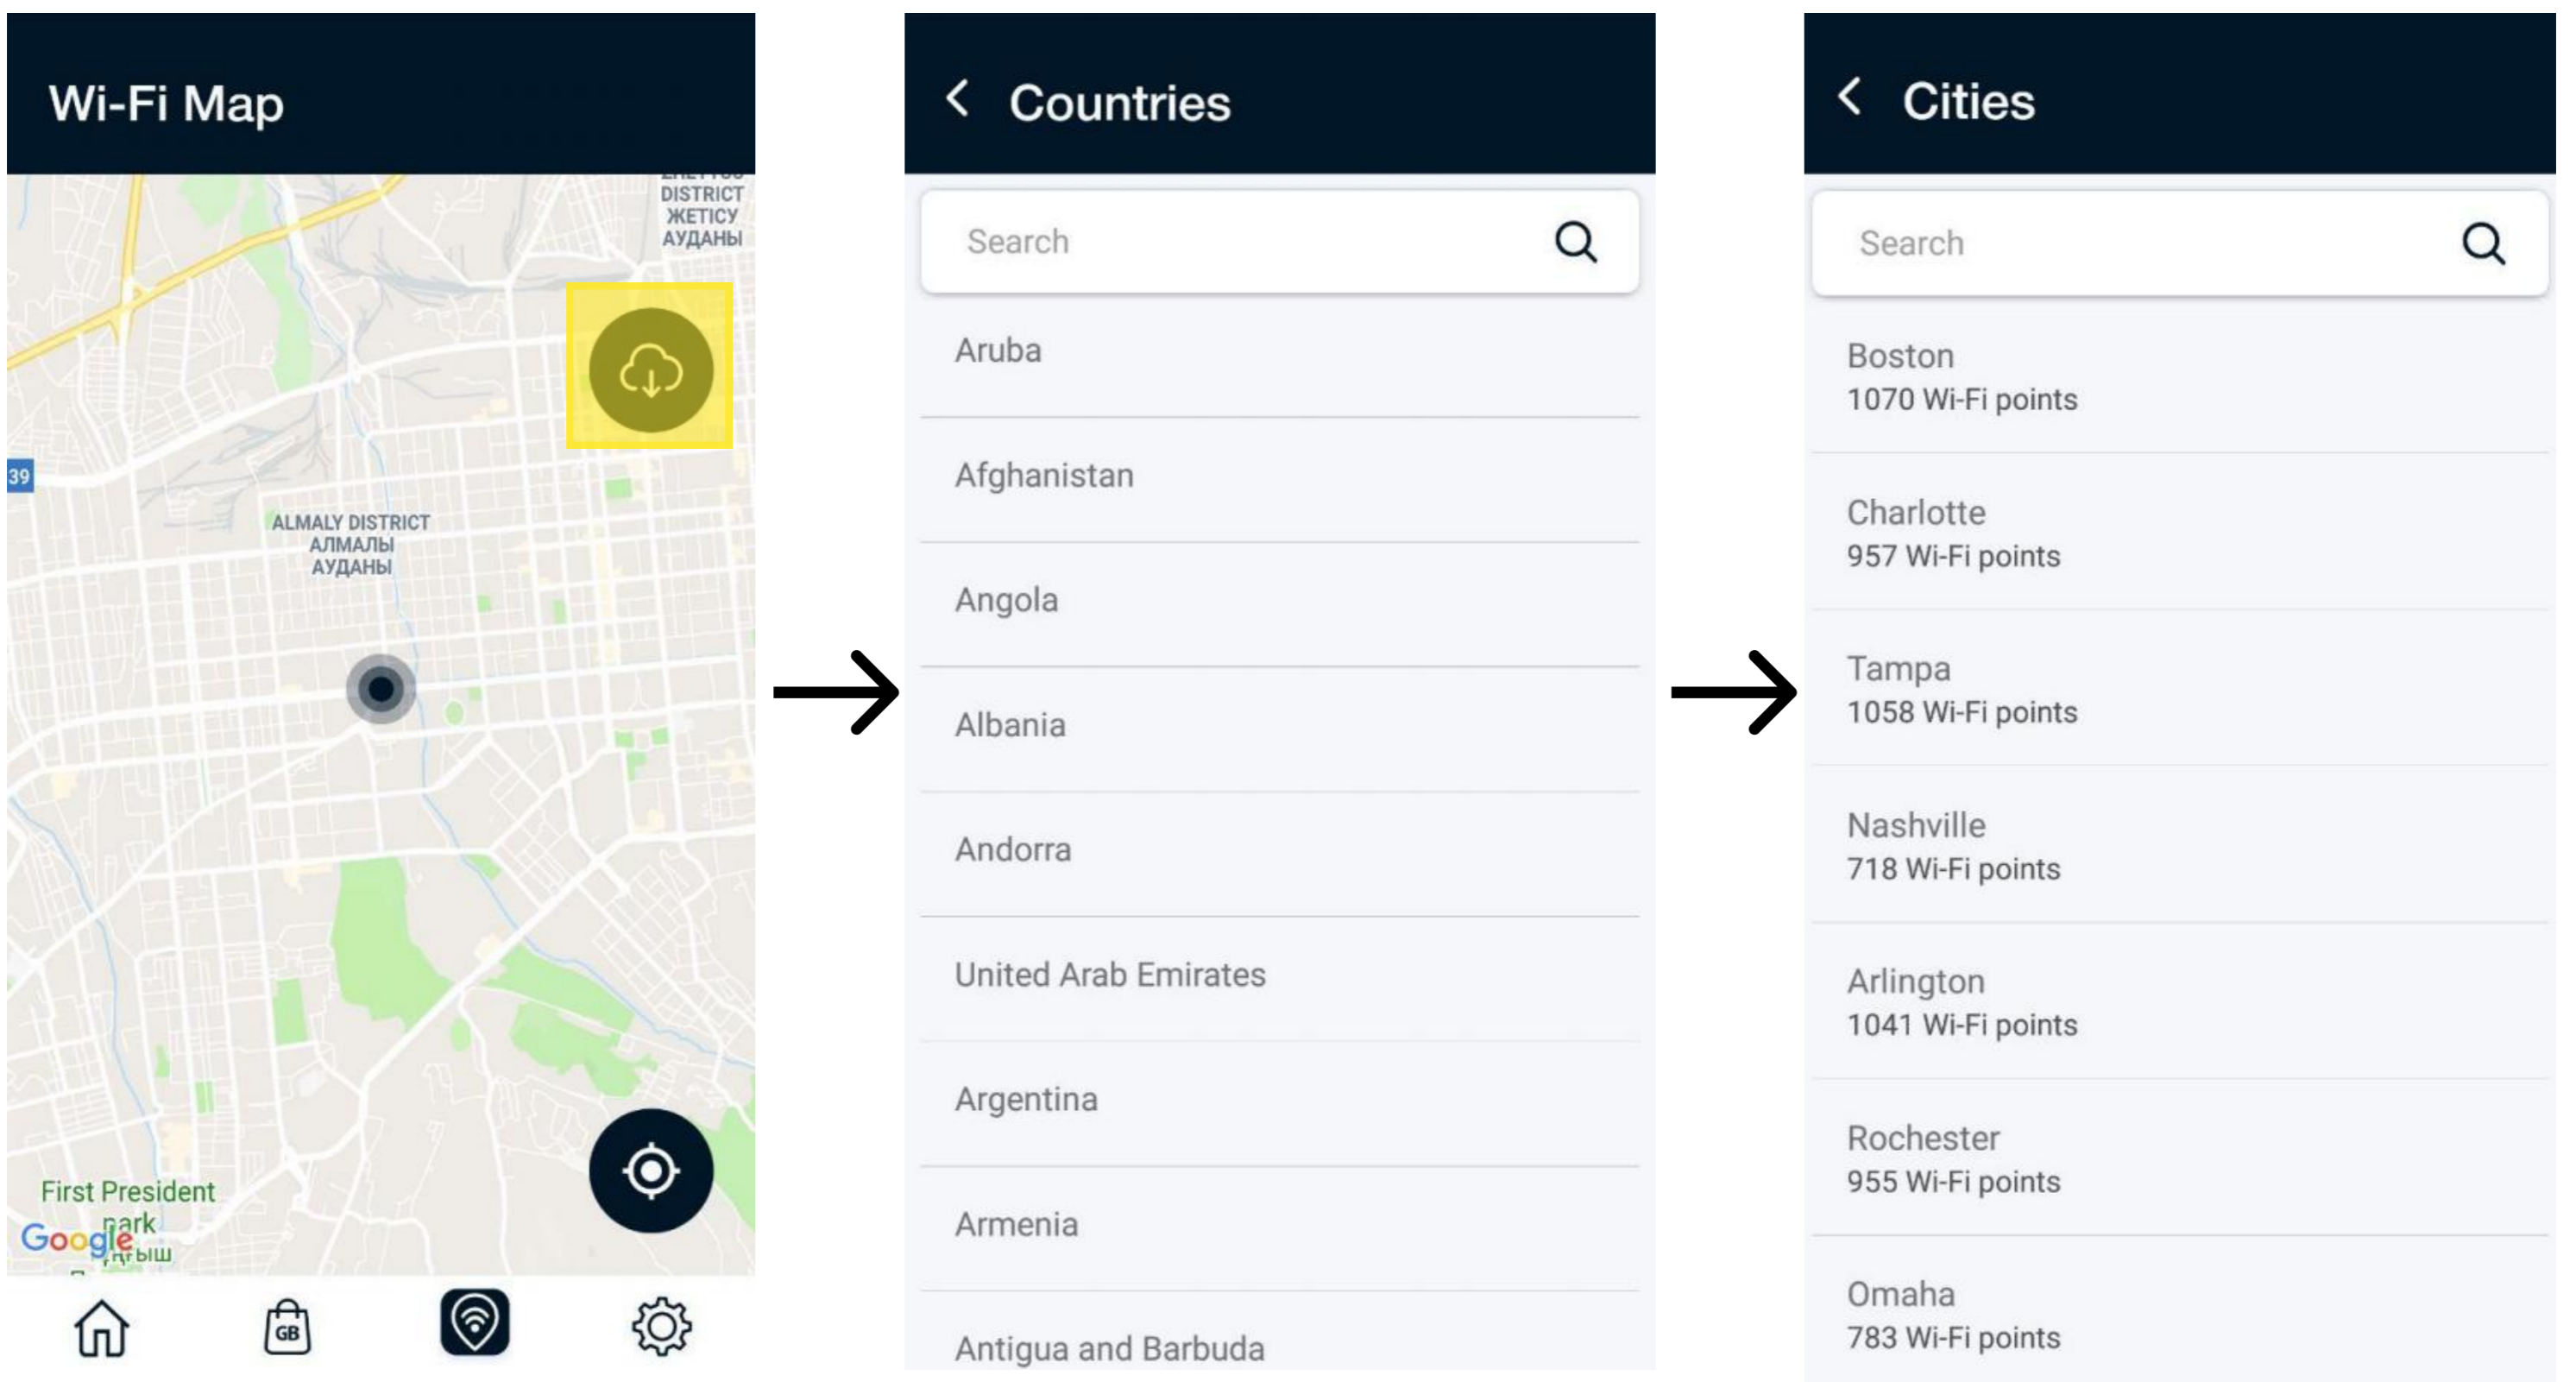 Wi-Fi Map
DISTRICT
ЖЕТІСУ
АУДАНЫ
39
ALMALY DISTRICT
АЛМАЛЫ
АУДАНЫ
First President
park
Google
GB
Countries
Search
Aruba
Afghanistan
Angola
Albania
Andorra
United Arab Emirates
Argentina
Armenia
Antigua and Barbuda
Cities
Search
Boston
1070 Wi-Fi points
Charlotte
957 Wi-Fi points
Tampa
1058 Wi-Fi points
Nashville
718 Wi-Fi points
Arlington
1041 Wi-Fi points
Rochester
955 Wi-Fi points
Omaha
783 Wi-Fi points